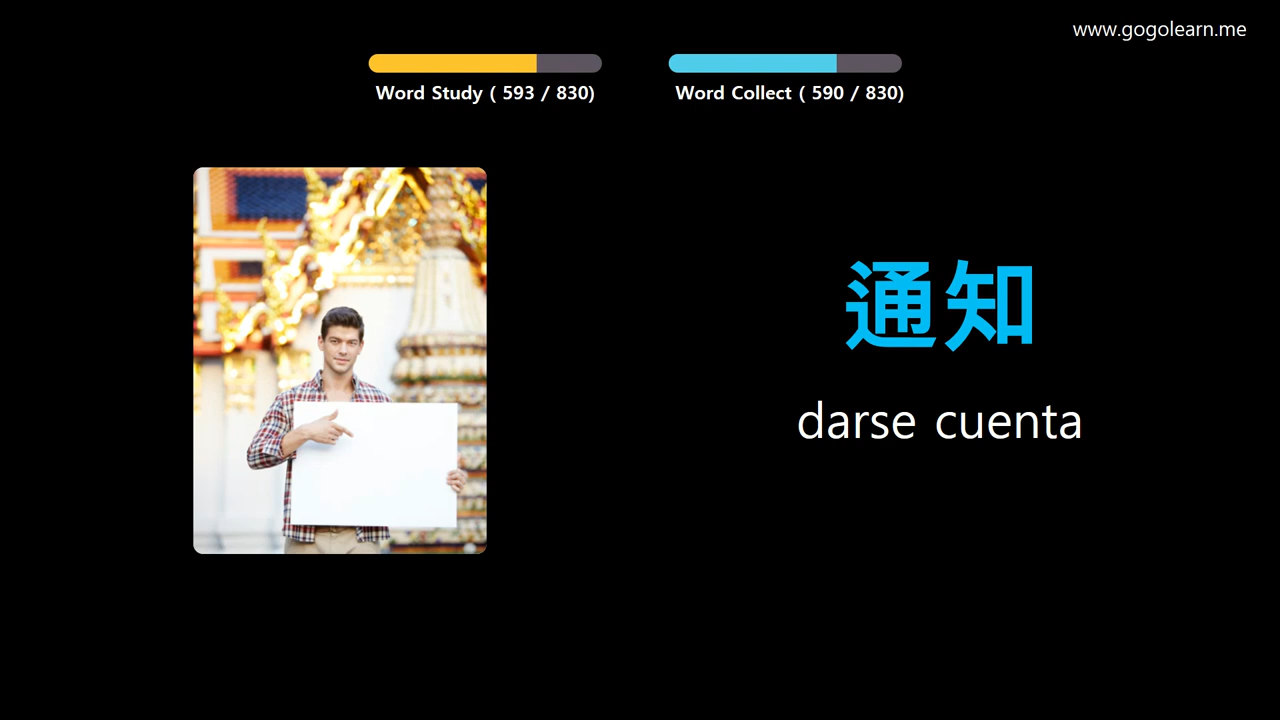 www.gogolearn.me
Word Study ( 593 / 830)
Word Collect ( 590 / 830)
通知
darse cuenta